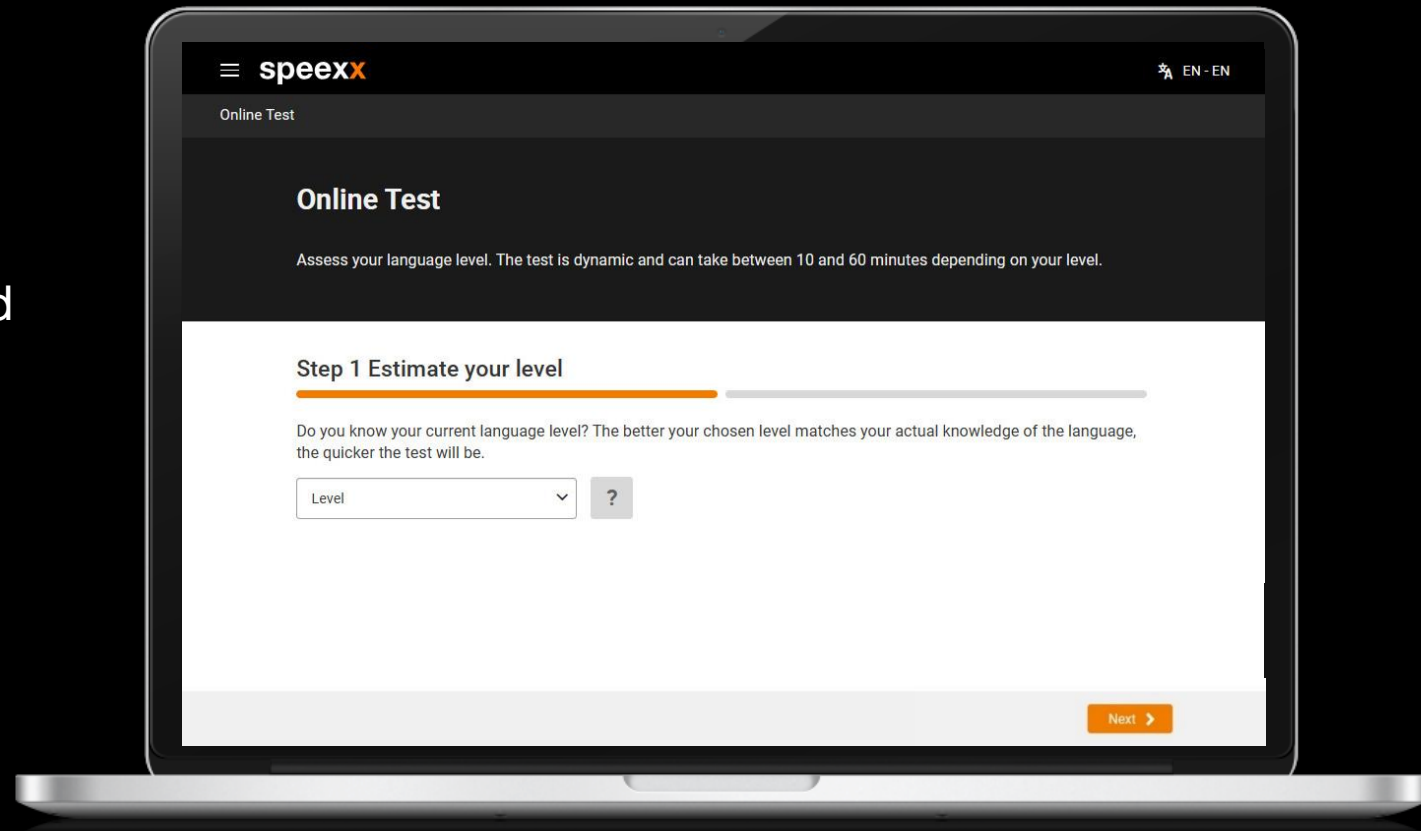 speexx
EN - EN
Online Test
Online Test
Assess your language level. The test is dynamic and can take between 10 and 60 minutes depending on your level.
d
Step 1 Estimate your level
Do you know your current language level? The better your chosen level matches your actual knowledge of the language,
the quicker the test will be.
Level
?
Next